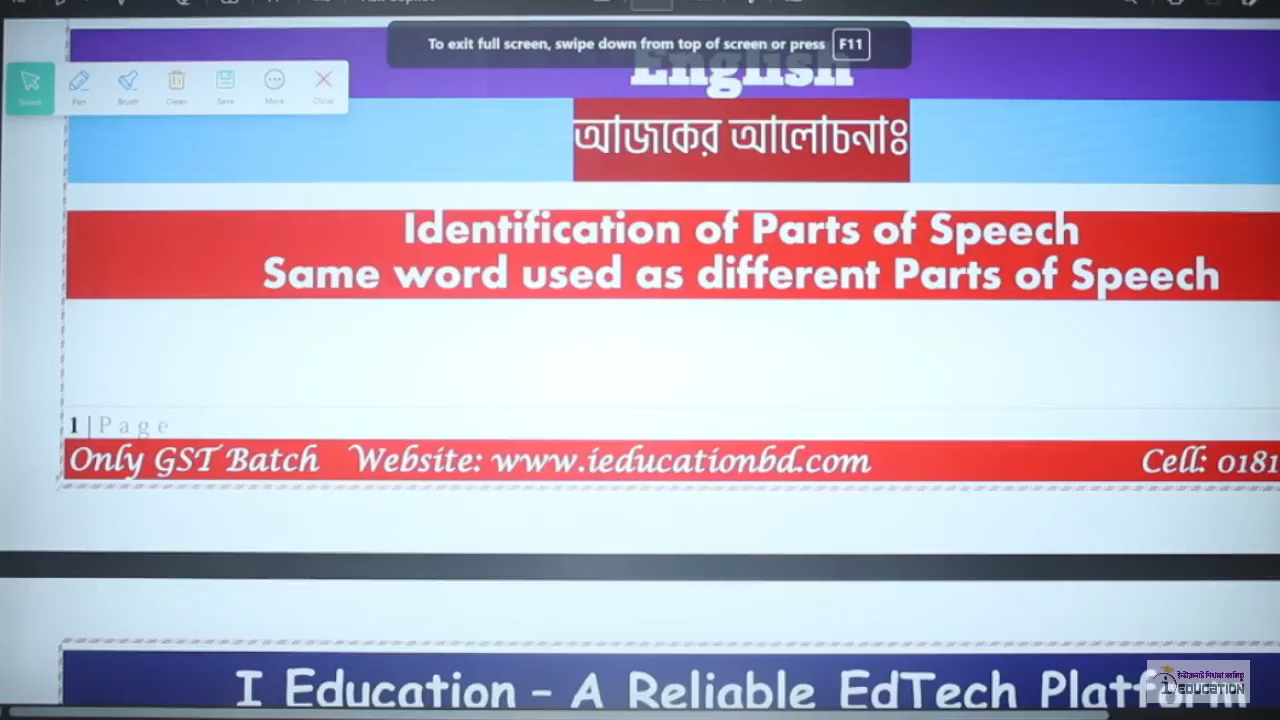 To exit full screen, swipe down from top of screen or press F11
English
Select Pen Brush Clean Save More Close
আজকের আলোচনাঃ
Identification of Parts of Speech
Same word used as different Parts of Speech
1 | Page
Only GST Batch Website: www.ieducationbd.com Cell: 0181
I Education – A Reliable EdTech Platform
EDUCATION